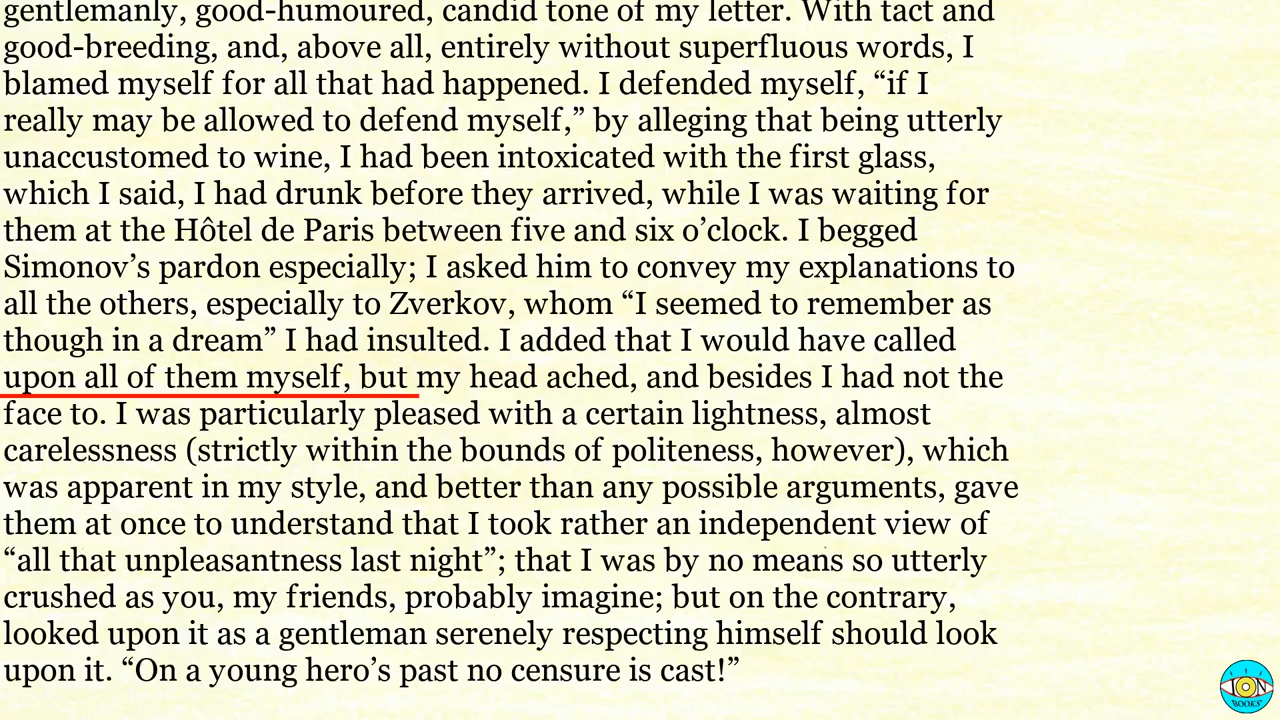 gentlemanly, good-humoured, candid tone of my letter. With tact and
good-breeding, and, above all, entirely without superfluous words, I
blamed myself for all that had happened. I defended myself, “if I
really may be allowed to defend myself,” by alleging that being utterly
unaccustomed to wine, I had been intoxicated with the first glass,
which I said, I had drunk before they arrived, while I was waiting for
them at the Hôtel de Paris between five and six o’clock. I begged
Simonov’s pardon especially; I asked him to convey my explanations to
all the others, especially to Zverkov, whom “I seemed to remember as
though in a dream” I had insulted. I added that I would have called
upon all of them myself, but my head ached, and besides I had not the
face to. I was particularly pleased with a certain lightness, almost
carelessness (strictly within the bounds of politeness, however), which
was apparent in my style, and better than any possible arguments, gave
them at once to understand that I took rather an independent view of
“all that unpleasantness last night”; that I was by no means so utterly
crushed as you, my friends, probably imagine; but on the contrary,
looked upon it as a gentleman serenely respecting himself should look
upon it. “On a young hero’s past no censure is cast!”
ION
BOOKS